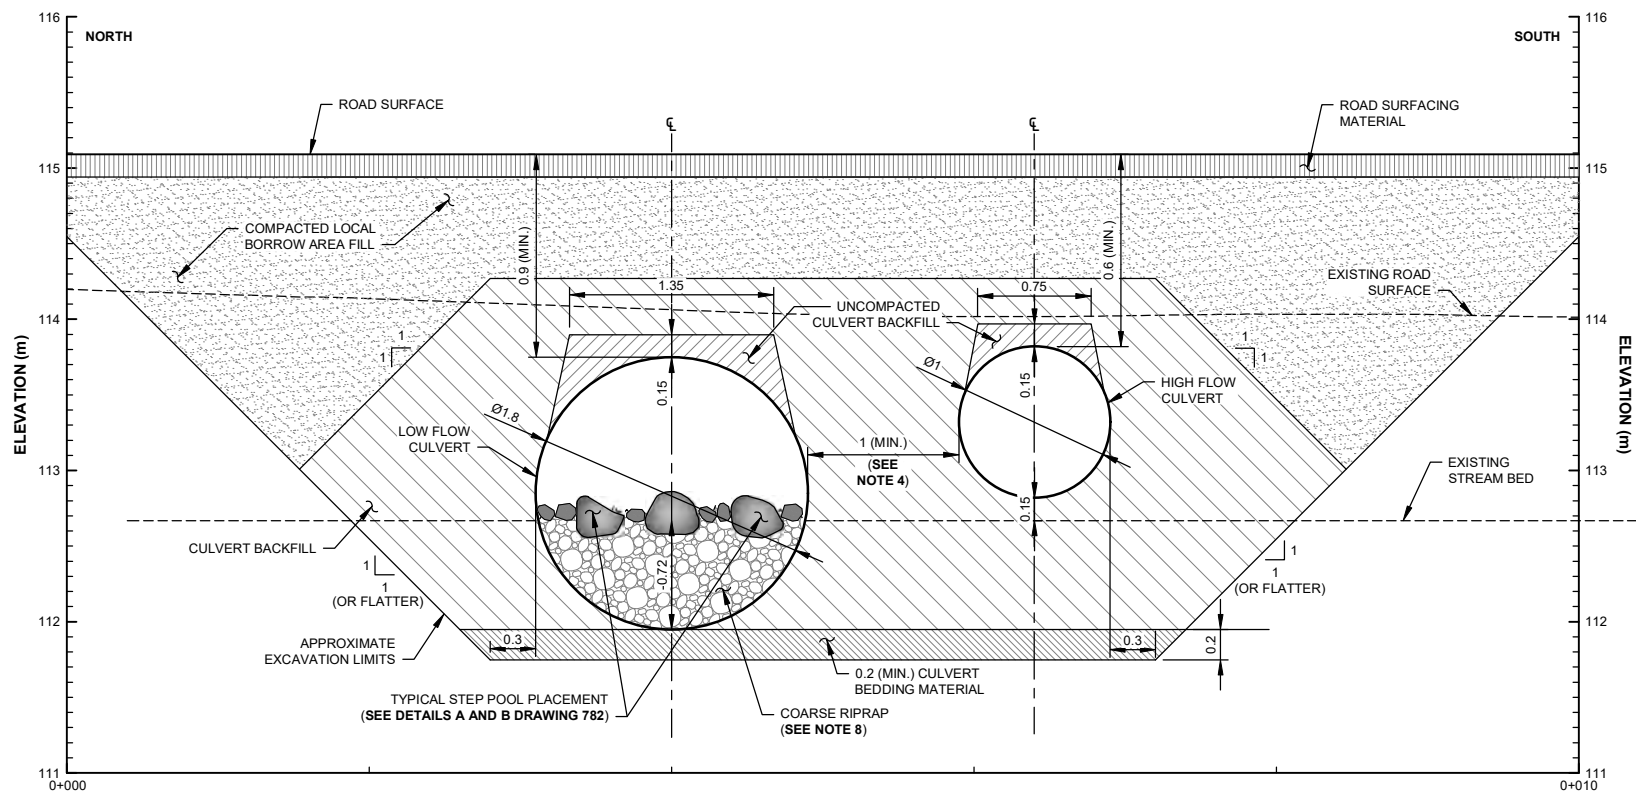 116
116
NORTH
SOUTH
ROAD SURFACE
ROAD SURFACING
MATERIAL
℄
℄
115
115
COMPACTED LOCAL
BORROW AREA FILL
0.9 (MIN.)
0.6 (MIN.)
EXISTING ROAD
SURFACE
1.35
0.75
UNCOMPACTED
CULVERT BACKFILL
114
114
ELEVATION (m)
ELEVATION (m)
1
1
1
1
Ø1
0.15
0.15
HIGH FLOW
CULVERT
Ø1.8
LOW FLOW
CULVERT
1 (MIN.)
(SEE
NOTE 4)
113
113
EXISTING
STREAM BED
0.15
CULVERT BACKFILL
-0.72
1
1
(OR FLATTER)
1
1
(OR FLATTER)
112
112
APPROXIMATE
EXCAVATION LIMITS
0.3
0.3
0.2
0.2 (MIN.) CULVERT
BEDDING MATERIAL
TYPICAL STEP POOL PLACEMENT
(SEE DETAILS A AND B DRAWING 782)
COARSE RIPRAP
(SEE NOTE 8)
111
111
0+000
0+010